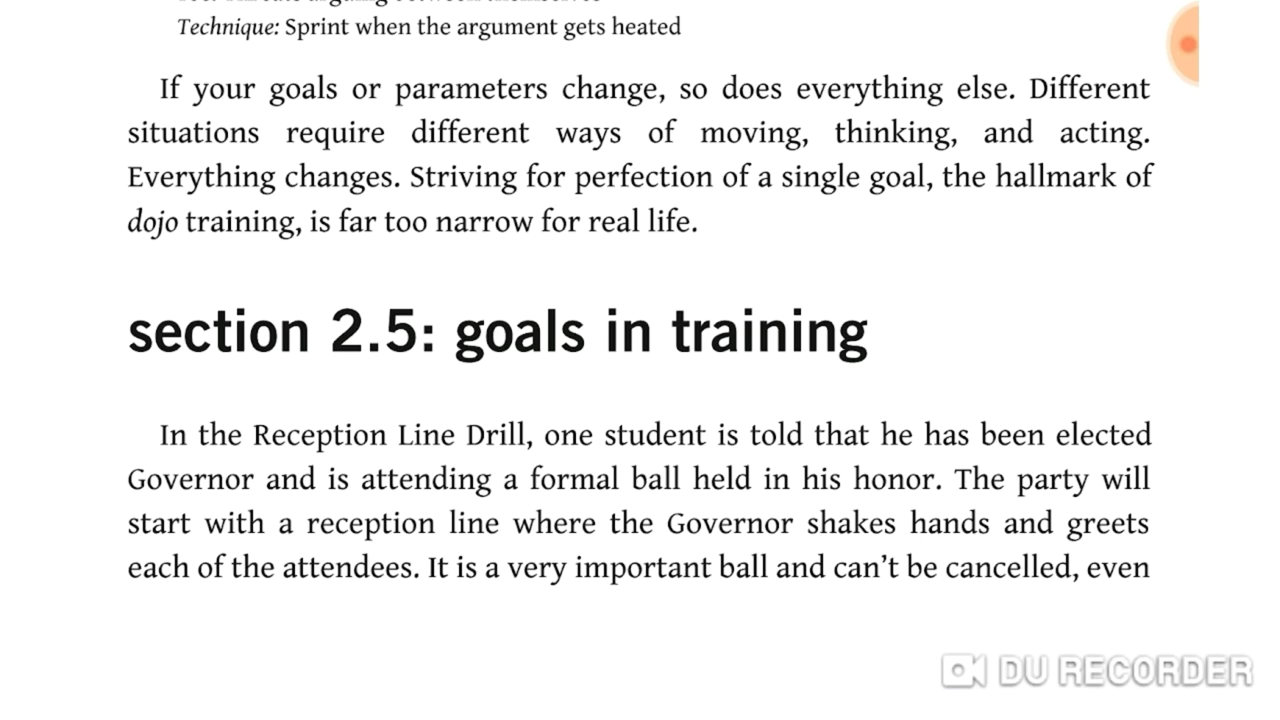 Technique: Sprint when the argument gets heated
If your goals or parameters change, so does everything else. Different
situations require different ways of moving, thinking, and acting.
Everything changes. Striving for perfection of a single goal, the hallmark of
dojo training, is far too narrow for real life.
section 2.5: goals in training
In the Reception Line Drill, one student is told that he has been elected
Governor and is attending a formal ball held in his honor. The party will
start with a reception line where the Governor shakes hands and greets
each of the attendees. It is a very important ball and can’t be cancelled, even
DU RECORDER